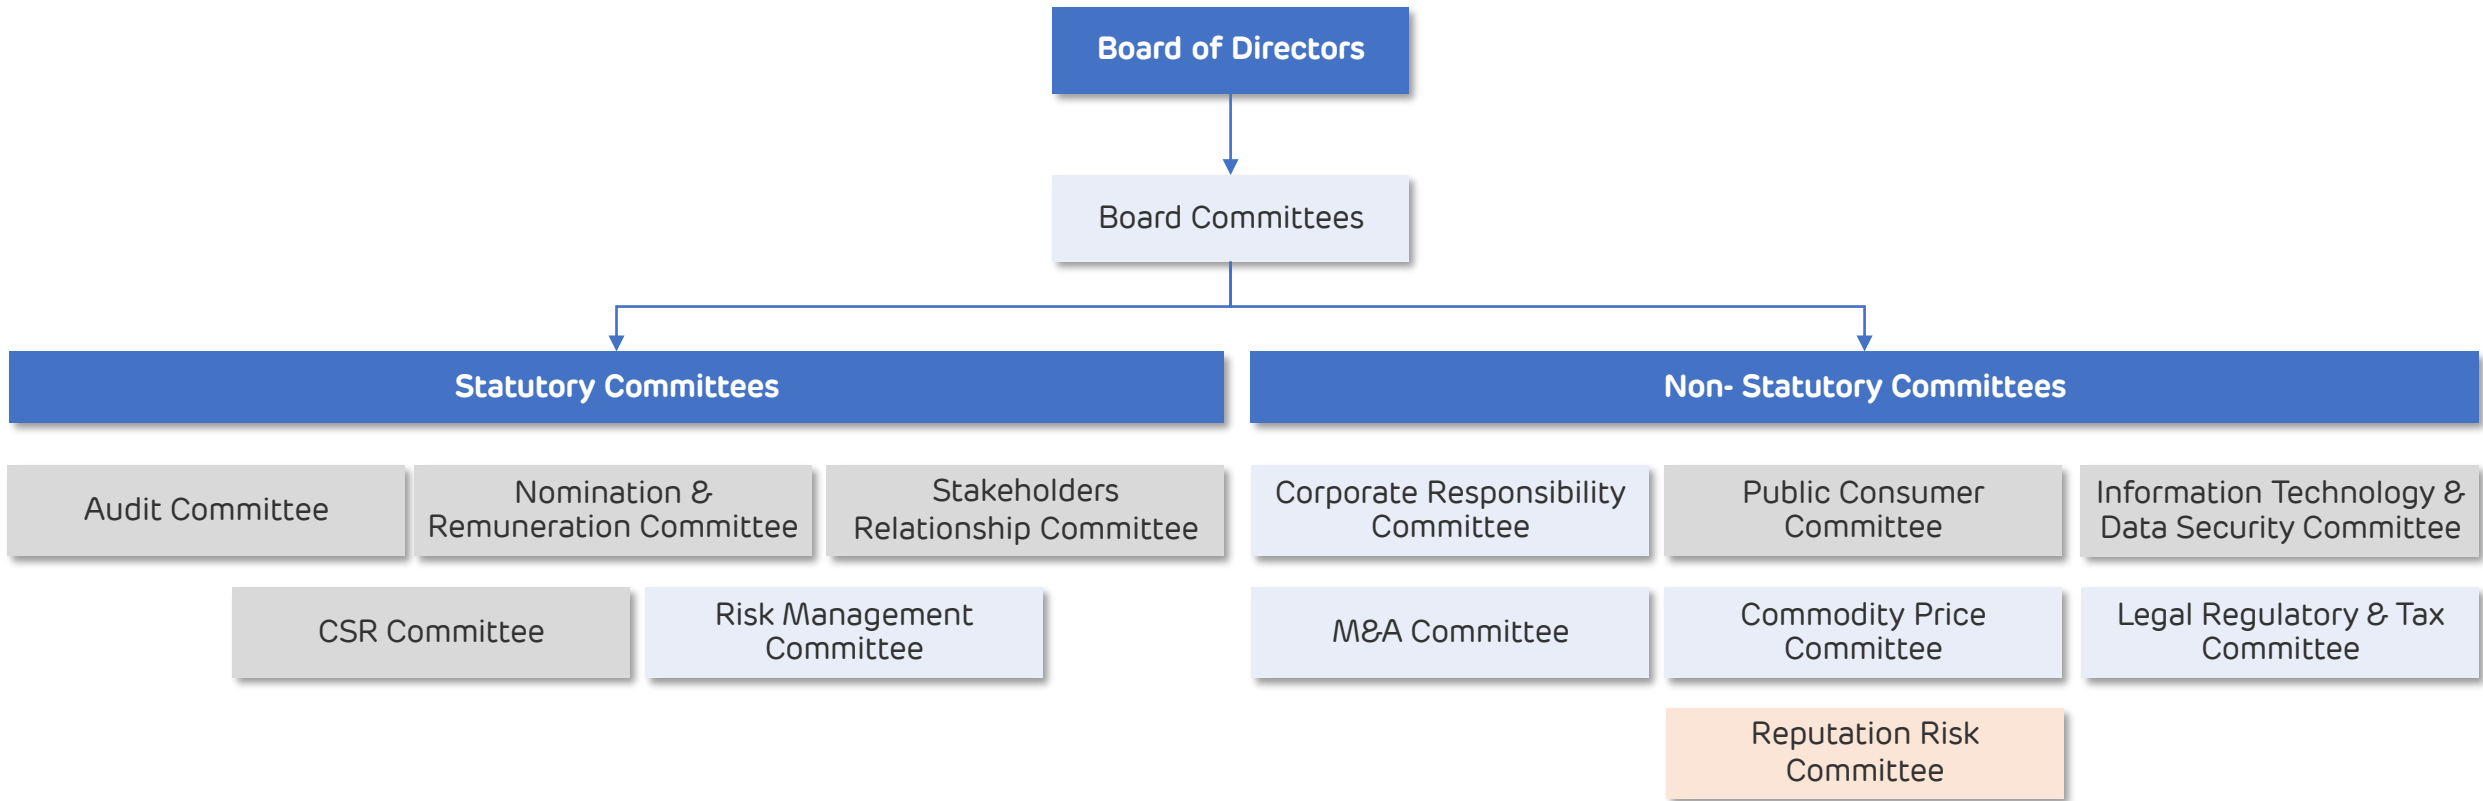 Board of Directors
Board Committees
Statutory Committees
Non- Statutory Committees
Audit Committee
Nomination &
Remuneration Committee
Stakeholders
Relationship Committee
Corporate Responsibility
Committee
Public Consumer
Committee
Information Technology &
Data Security Committee
CSR Committee
Risk Management
Committee
M&A Committee
Commodity Price
Committee
Legal Regulatory & Tax
Committee
Reputation Risk
Committee